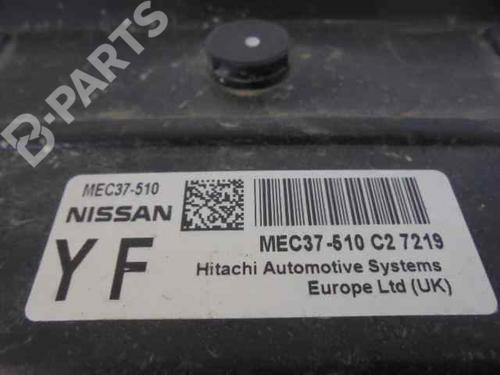 B-PARTS
MEC37-510
NISSAN
MEC37-510 C2 7219
YF
Hitachi Automotive Systems
Europe Ltd (UK)